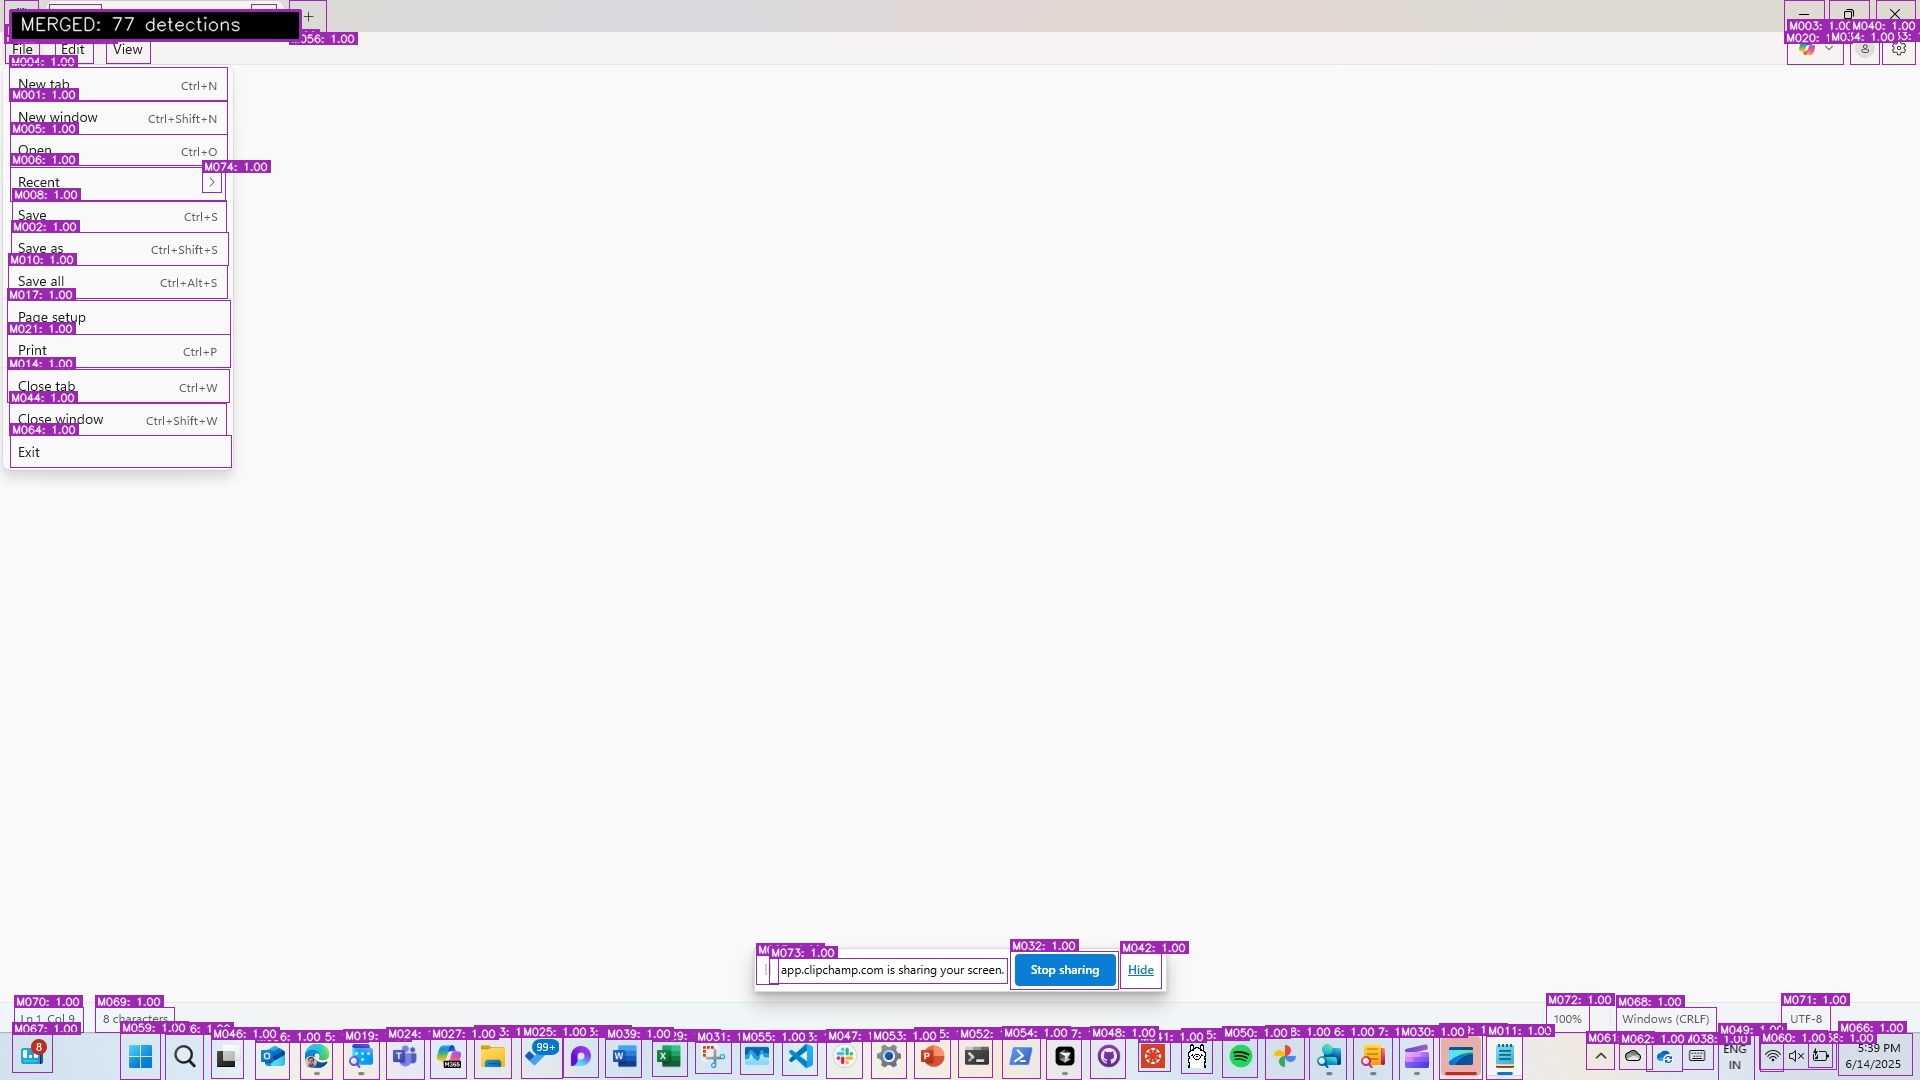 MERGED: 77 detections
M056: 1.00
M003: 1.00
M040: 1.00
M020: 1
M034: 1.00
File
Edit
View
M004: 1.00
New tab
Ctrl+N
M001: 1.00
New window
Ctrl+Shift+N
M005: 1.00
Open
Ctrl+O
M006: 1.00
M074: 1.00
Recent
M008: 1.00
Save
Ctrl+S
M002: 1.00
Save as
Ctrl+Shift+S
M010: 1.00
Save all
Ctrl+Alt+S
M017: 1.00
Page setup
M021: 1.00
Print
Ctrl+P
M014: 1.00
Close tab
Ctrl+W
M044: 1.00
Close window
Ctrl+Shift+W
M064: 1.00
Exit
M073: 1.00
M032: 1.00
M042: 1.00
app.clipchamp.com is sharing your screen.
Stop sharing
Hide
M070: 1.00
M069: 1.00
M072: 1.00
M068: 1.00
M071: 1.00
Ln 1, Col 9
8 characters
100%
Windows (CRLF)
UTF-8
M067: 1.00
M059: 1.00
M046: 1.00
M019:
M024:
M027: 1.00
M025: 1.00
M039: 1.00
M031:
M055: 1.00
M047:
M053: 1.00
M052: 1.00
M054: 1.00
M048: 1.00
M050: 1.00
M030: 1.00
M011: 1.00
M061
M062: 1.00
M038: 1.00
M049: 1.00
M060: 1.00
M066: 1.00
8
99+
M365
ENG
IN
5:39 PM
6/14/2025